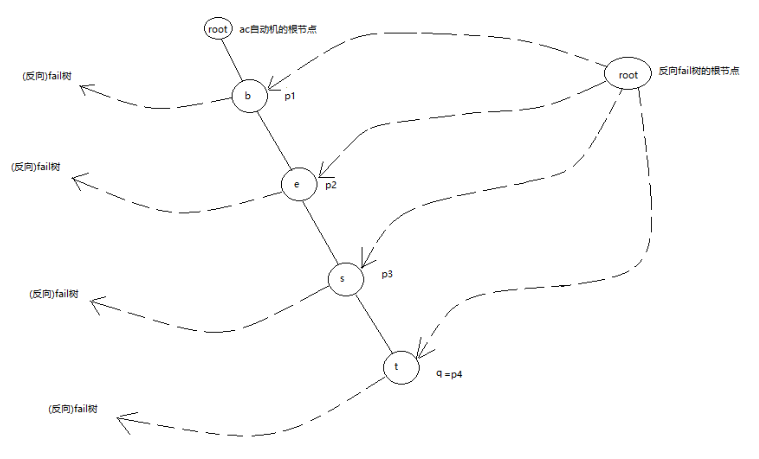 root ac自动机的根节点
(反向)fail树
b p1
root 反向fail树的根节点
(反向)fail树
e p2
(反向)fail树
s p3
t q =p4
(反向)fail树